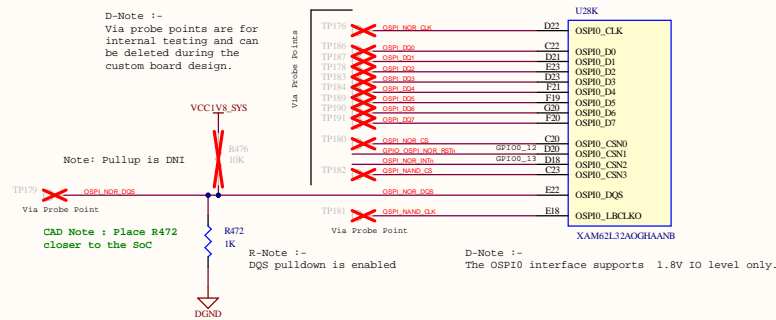 D-Note :-
Via probe points are for
internal testing and can
be deleted during the
custom board design.
Via Probe Points
U28K
TP176 OSPI_NOR_CLK D22 OSPI0_CLK
TP186 OSPI_DQ0 C22 OSPI0_D0
TP187 OSPI_DQ1 D21 OSPI0_D1
TP178 OSPI_DQ2 E23 OSPI0_D2
TP183 OSPI_DQ3 D23 OSPI0_D3
TP184 OSPI_DQ4 F21 OSPI0_D4
TP189 OSPI_DQ5 F19 OSPI0_D5
TP190 OSPI_DQ6 G20 OSPI0_D6
TP191 OSPI_DQ7 F20 OSPI0_D7
VCC1V8_SYS
TP180 OSPI_NOR_CS C20 OSPI0_CSN0
GPIO_OSPI_NOR_RSTn GPIO0_12 D20 OSPI0_CSN1
OSPI_NOR_INTn GPIO0_13 D18 OSPI0_CSN2
TP182 OSPI_NAND_CS C23 OSPI0_CSN3
R476
10K
Note: Pullup is DNI
TP179 OSPI_NOR_DQS OSPI_NOR_DQS E22 OSPI0_DQS
Via Probe Point
TP181 OSPI_NAND_CLK E18 OSPI0_LBCLKO
Via Probe Point
XAM62L32AOGHAANB
CAD Note : Place R472
closer to the SoC
R472
1K
R-Note :-
DQS pulldown is enabled
D-Note :-
The OSPI0 interface supports 1.8V IO level only.
DGND